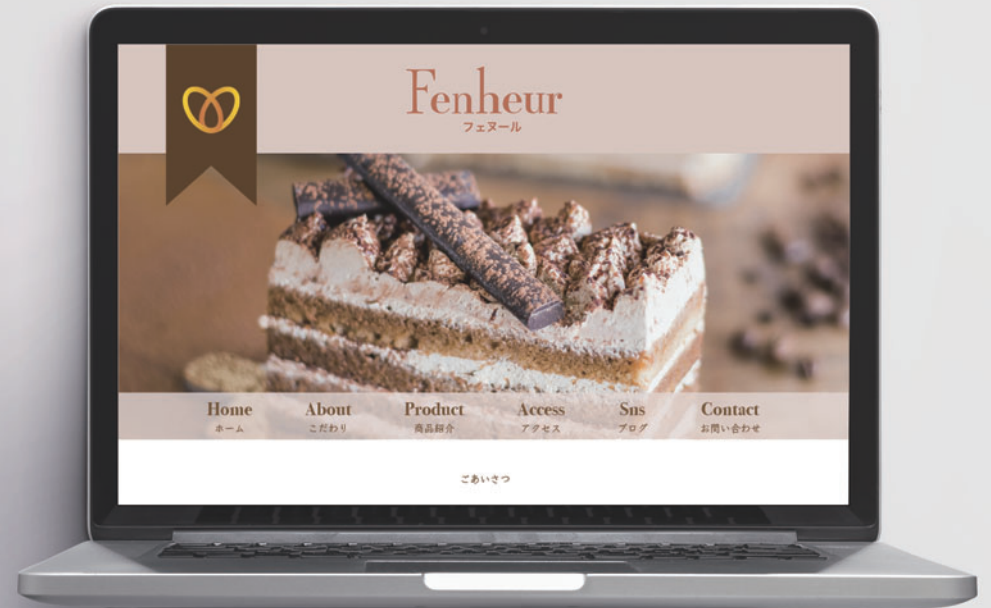 Fenheur
フェヌール
Home About Product Access Sns Contact
ホーム こだわり 商品紹介 アクセス ブログ お問い合わせ
ごあいさつ